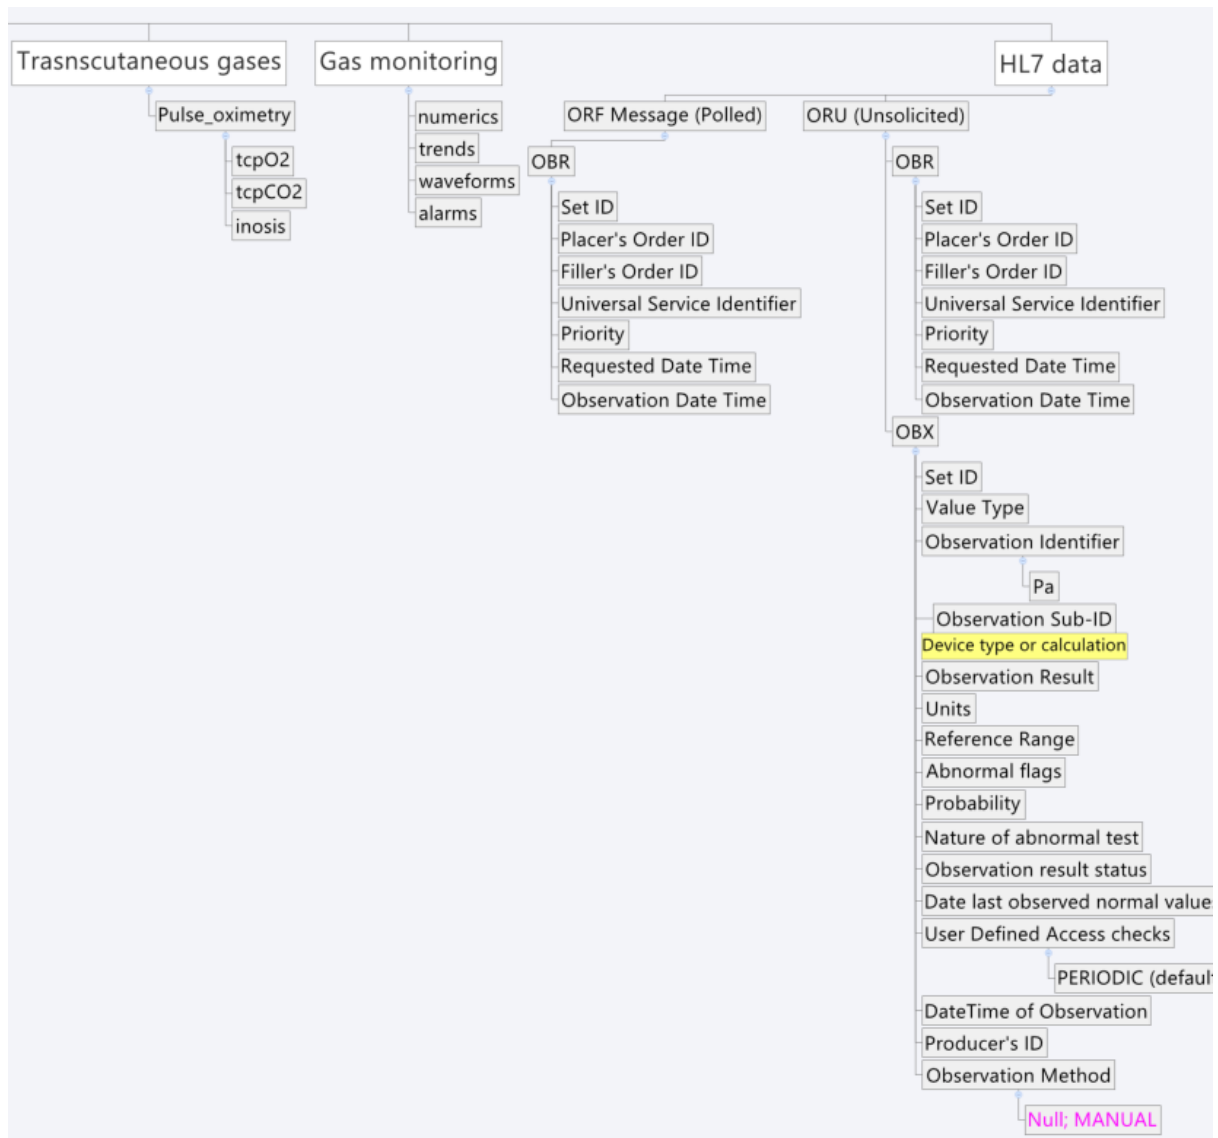 Trasnscutaneous gases
Pulse_oximetry
tcpO2
tcpCO2
inosis
Gas monitoring
numerics
trends
waveforms
alarms
HL7 data
ORF Message (Polled)
OBR
Set ID
Placer's Order ID
Filler's Order ID
Universal Service Identifier
Priority
Requested Date Time
Observation Date Time
ORU (Unsolicited)
OBR
Set ID
Placer's Order ID
Filler's Order ID
Universal Service Identifier
Priority
Requested Date Time
Observation Date Time
OBX
Set ID
Value Type
Observation Identifier
Pa
Observation Sub-ID
Device type or calculation
Observation Result
Units
Reference Range
Abnormal flags
Probability
Nature of abnormal test
Observation result status
Date last observed normal value
User Defined Access checks
PERIODIC (defaul
DateTime of Observation
Producer's ID
Observation Method
Null; MANUAL